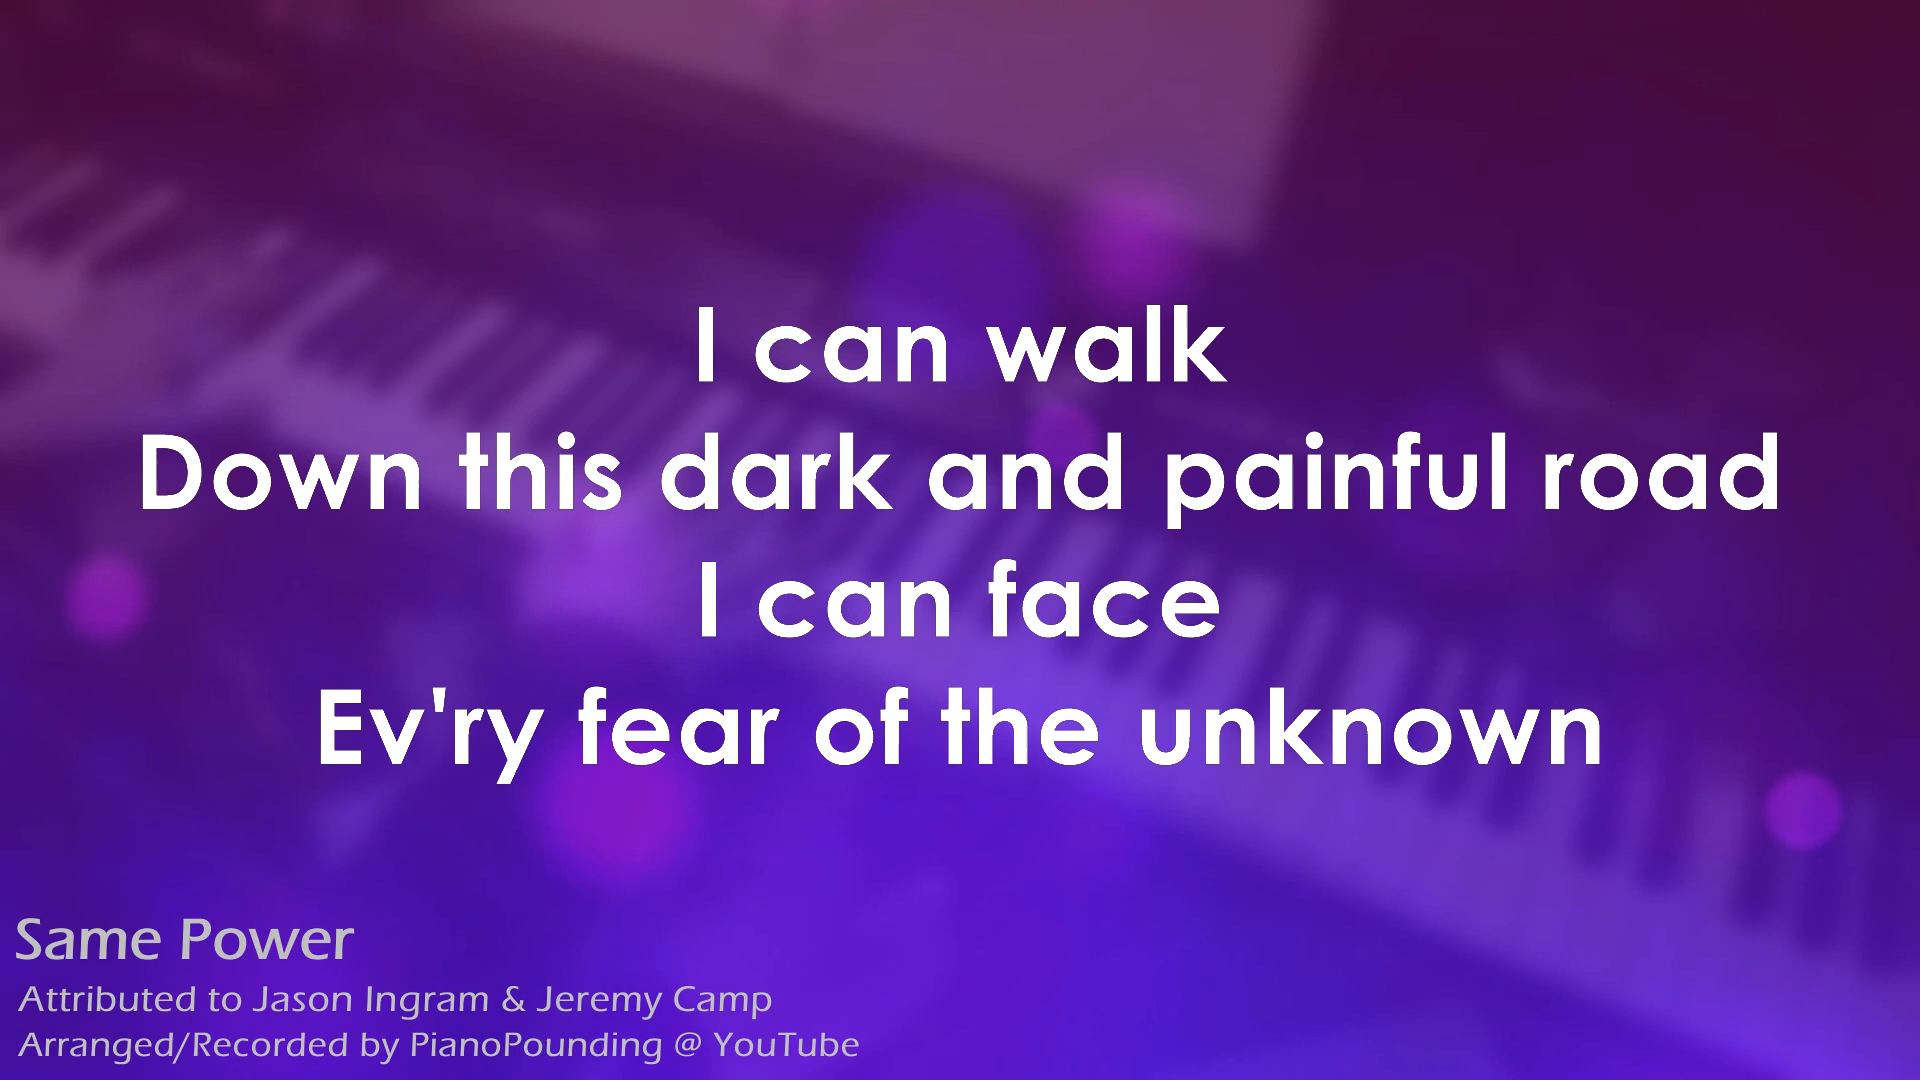 I can walk
Down this dark and painful road
I can face
Ev'ry fear of the unknown
Same Power
Attributed to Jason Ingram & Jeremy Camp
Arranged/Recorded by PianoPounding @ YouTube